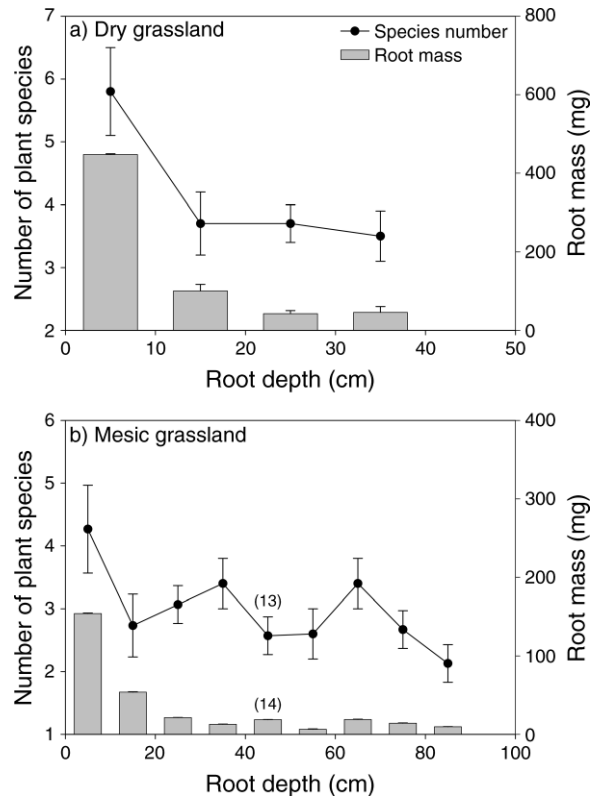 a) Dry grassland
Species number
Root mass
Number of plant species
Root mass (mg)
7
6
5
4
3
2
800
600
400
200
0
0 10 20 30 40 50
Root depth (cm)
b) Mesic grassland
Number of plant species
Root mass (mg)
6
5
4
3
2
1
400
300
200
100
0
(13)
(14)
0 20 40 60 80 100
Root depth (cm)